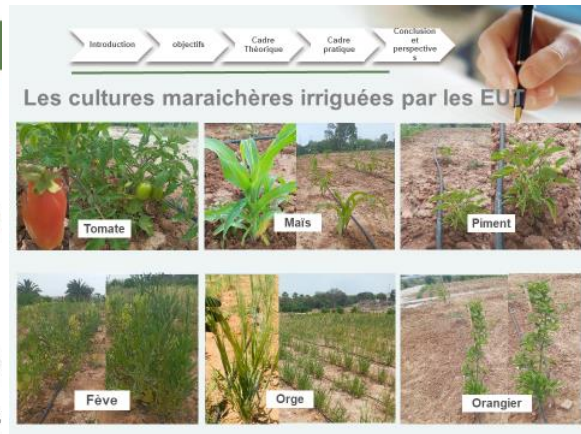 Introduction
objectifs
Cadre
Théorique
Cadre
pratique
Conclusion
et
perspective
s
Les cultures maraichères irriguées par les EUT
Tomate
Maïs
Piment
Fève
Orge
Orangier